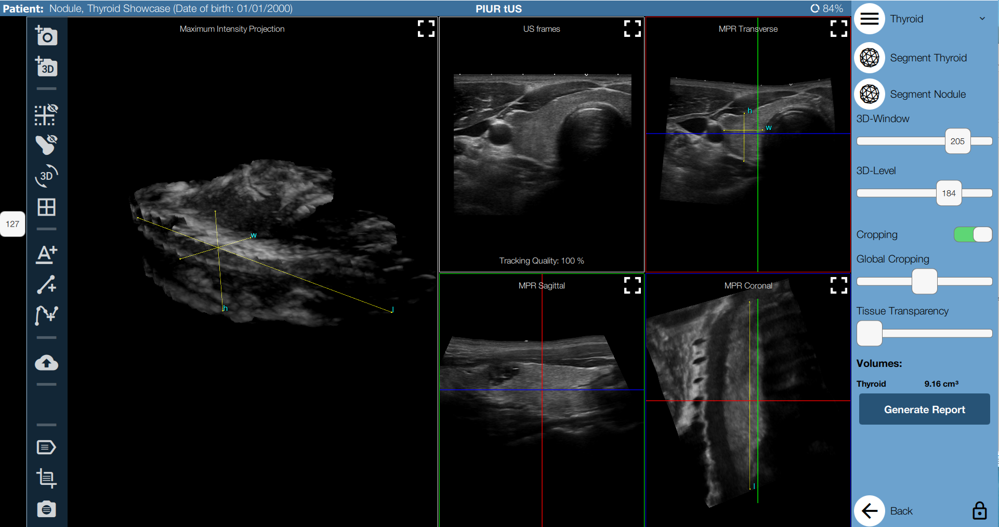 Patient: Nodule, Thyroid Showcase (Date of birth: 01/01/2000)
PIUR tUS
84%
Maximum Intensity Projection
US frames
MPR Transverse
Thyroid
Segment Thyroid
Segment Nodule
3D-Window
205
3D-Level
184
Cropping
Global Cropping
Tissue Transparency
Volumes:
Thyroid 9.16 cm³
Generate Report
Back
127
3D
3D
A+
w
h
l
h
w
Tracking Quality: 100 %
MPR Sagittal
MPR Coronal
l